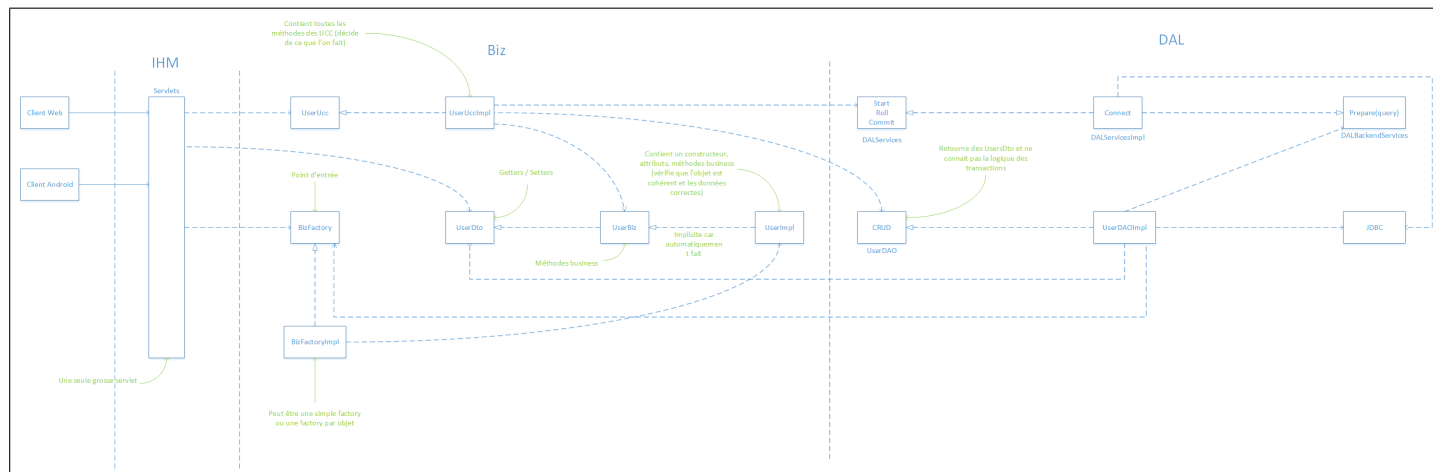 Contient toutes les
méthodes des UCC (décide
de ce que l'on fait)
IHM
Biz
DAL
Servlets
Client Web
UserUcc
UserUccImpl
Start
Roll
Commit
DALServices
Connect
DALServicesImpl
Prepare(query)
DALBackendServices
Client Android
Point d'entrée
Getters / Setters
Contient un constructeur,
attributs, méthodes business
(vérifie que l'objet est
cohérent et les données
correctes)
Retourne des UsersDto et ne
connait pas la logique des
transactions
BizFactory
UserDto
UserBiz
Implicite car
automatiquemen
t fait
UserImpl
CRUD
UserDAO
UserDAOImpl
JDBC
Méthodes business
BizFactoryImpl
Une seule grosse servlet
Peut être une simple factory
ou une factory par objet